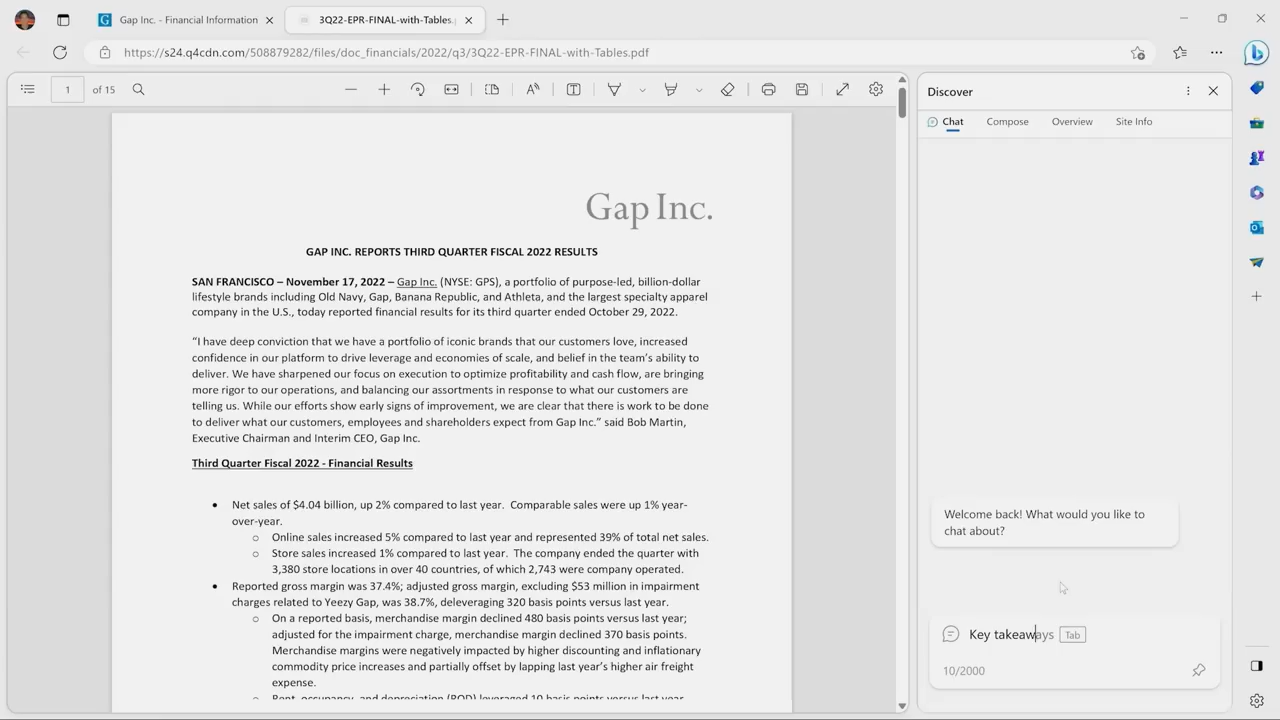 Gap Inc. - Financial Information
3Q22-EPR-FINAL-with-Tables.
https://s24.q4cdn.com/508879282/files/doc_financials/2022/q3/3Q22-EPR-FINAL-with-Tables.pdf
1 of 15
Gap Inc.
GAP INC. REPORTS THIRD QUARTER FISCAL 2022 RESULTS
SAN FRANCISCO – November 17, 2022 – Gap Inc. (NYSE: GPS), a portfolio of purpose-led, billion-dollar
lifestyle brands including Old Navy, Gap, Banana Republic, and Athleta, and the largest specialty apparel
company in the U.S., today reported financial results for its third quarter ended October 29, 2022.
“I have deep conviction that we have a portfolio of iconic brands that our customers love, increased
confidence in our platform to drive leverage and economies of scale, and belief in the team’s ability to
deliver. We have sharpened our focus on execution to optimize profitability and cash flow, are bringing
more rigor to our operations, and balancing our assortments in response to what our customers are
telling us. While our efforts show early signs of improvement, we are clear that there is work to be done
to deliver what our customers, employees and shareholders expect from Gap Inc.” said Bob Martin,
Executive Chairman and Interim CEO, Gap Inc.
Third Quarter Fiscal 2022 - Financial Results
• Net sales of $4.04 billion, up 2% compared to last year. Comparable sales were up 1% year-
over-year.
o Online sales increased 5% compared to last year and represented 39% of total net sales.
o Store sales increased 1% compared to last year. The company ended the quarter with
3,380 store locations in over 40 countries, of which 2,743 were company operated.
• Reported gross margin was 37.4%; adjusted gross margin, excluding $53 million in impairment
charges related to Yeezy Gap, was 38.7%, deleveraging 320 basis points versus last year.
o On a reported basis, merchandise margin declined 480 basis points versus last year;
adjusted for the impairment charge, merchandise margin declined 370 basis points.
Merchandise margins were negatively impacted by higher discounting and inflationary
commodity price increases and partially offset by lapping last year’s higher air freight
expense.
o Rent, occupancy, and depreciation (ROD) leveraged 10 basis points versus last year
Discover
Chat Compose Overview Site Info
Welcome back! What would you like to
chat about?
Key takeaways Tab
10/2000